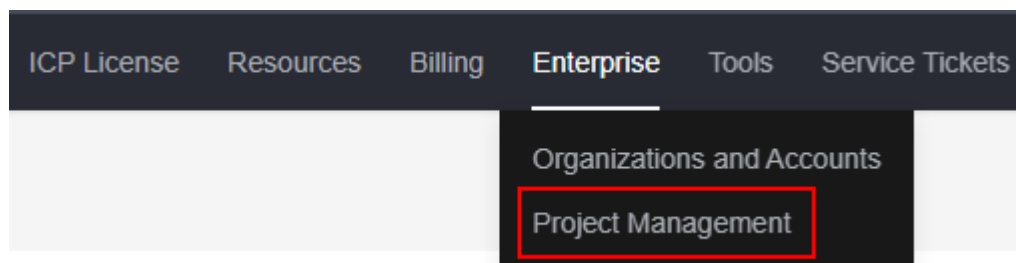 ICP License Resources Billing Enterprise Tools Service Tickets
Organizations and Accounts
Project Management